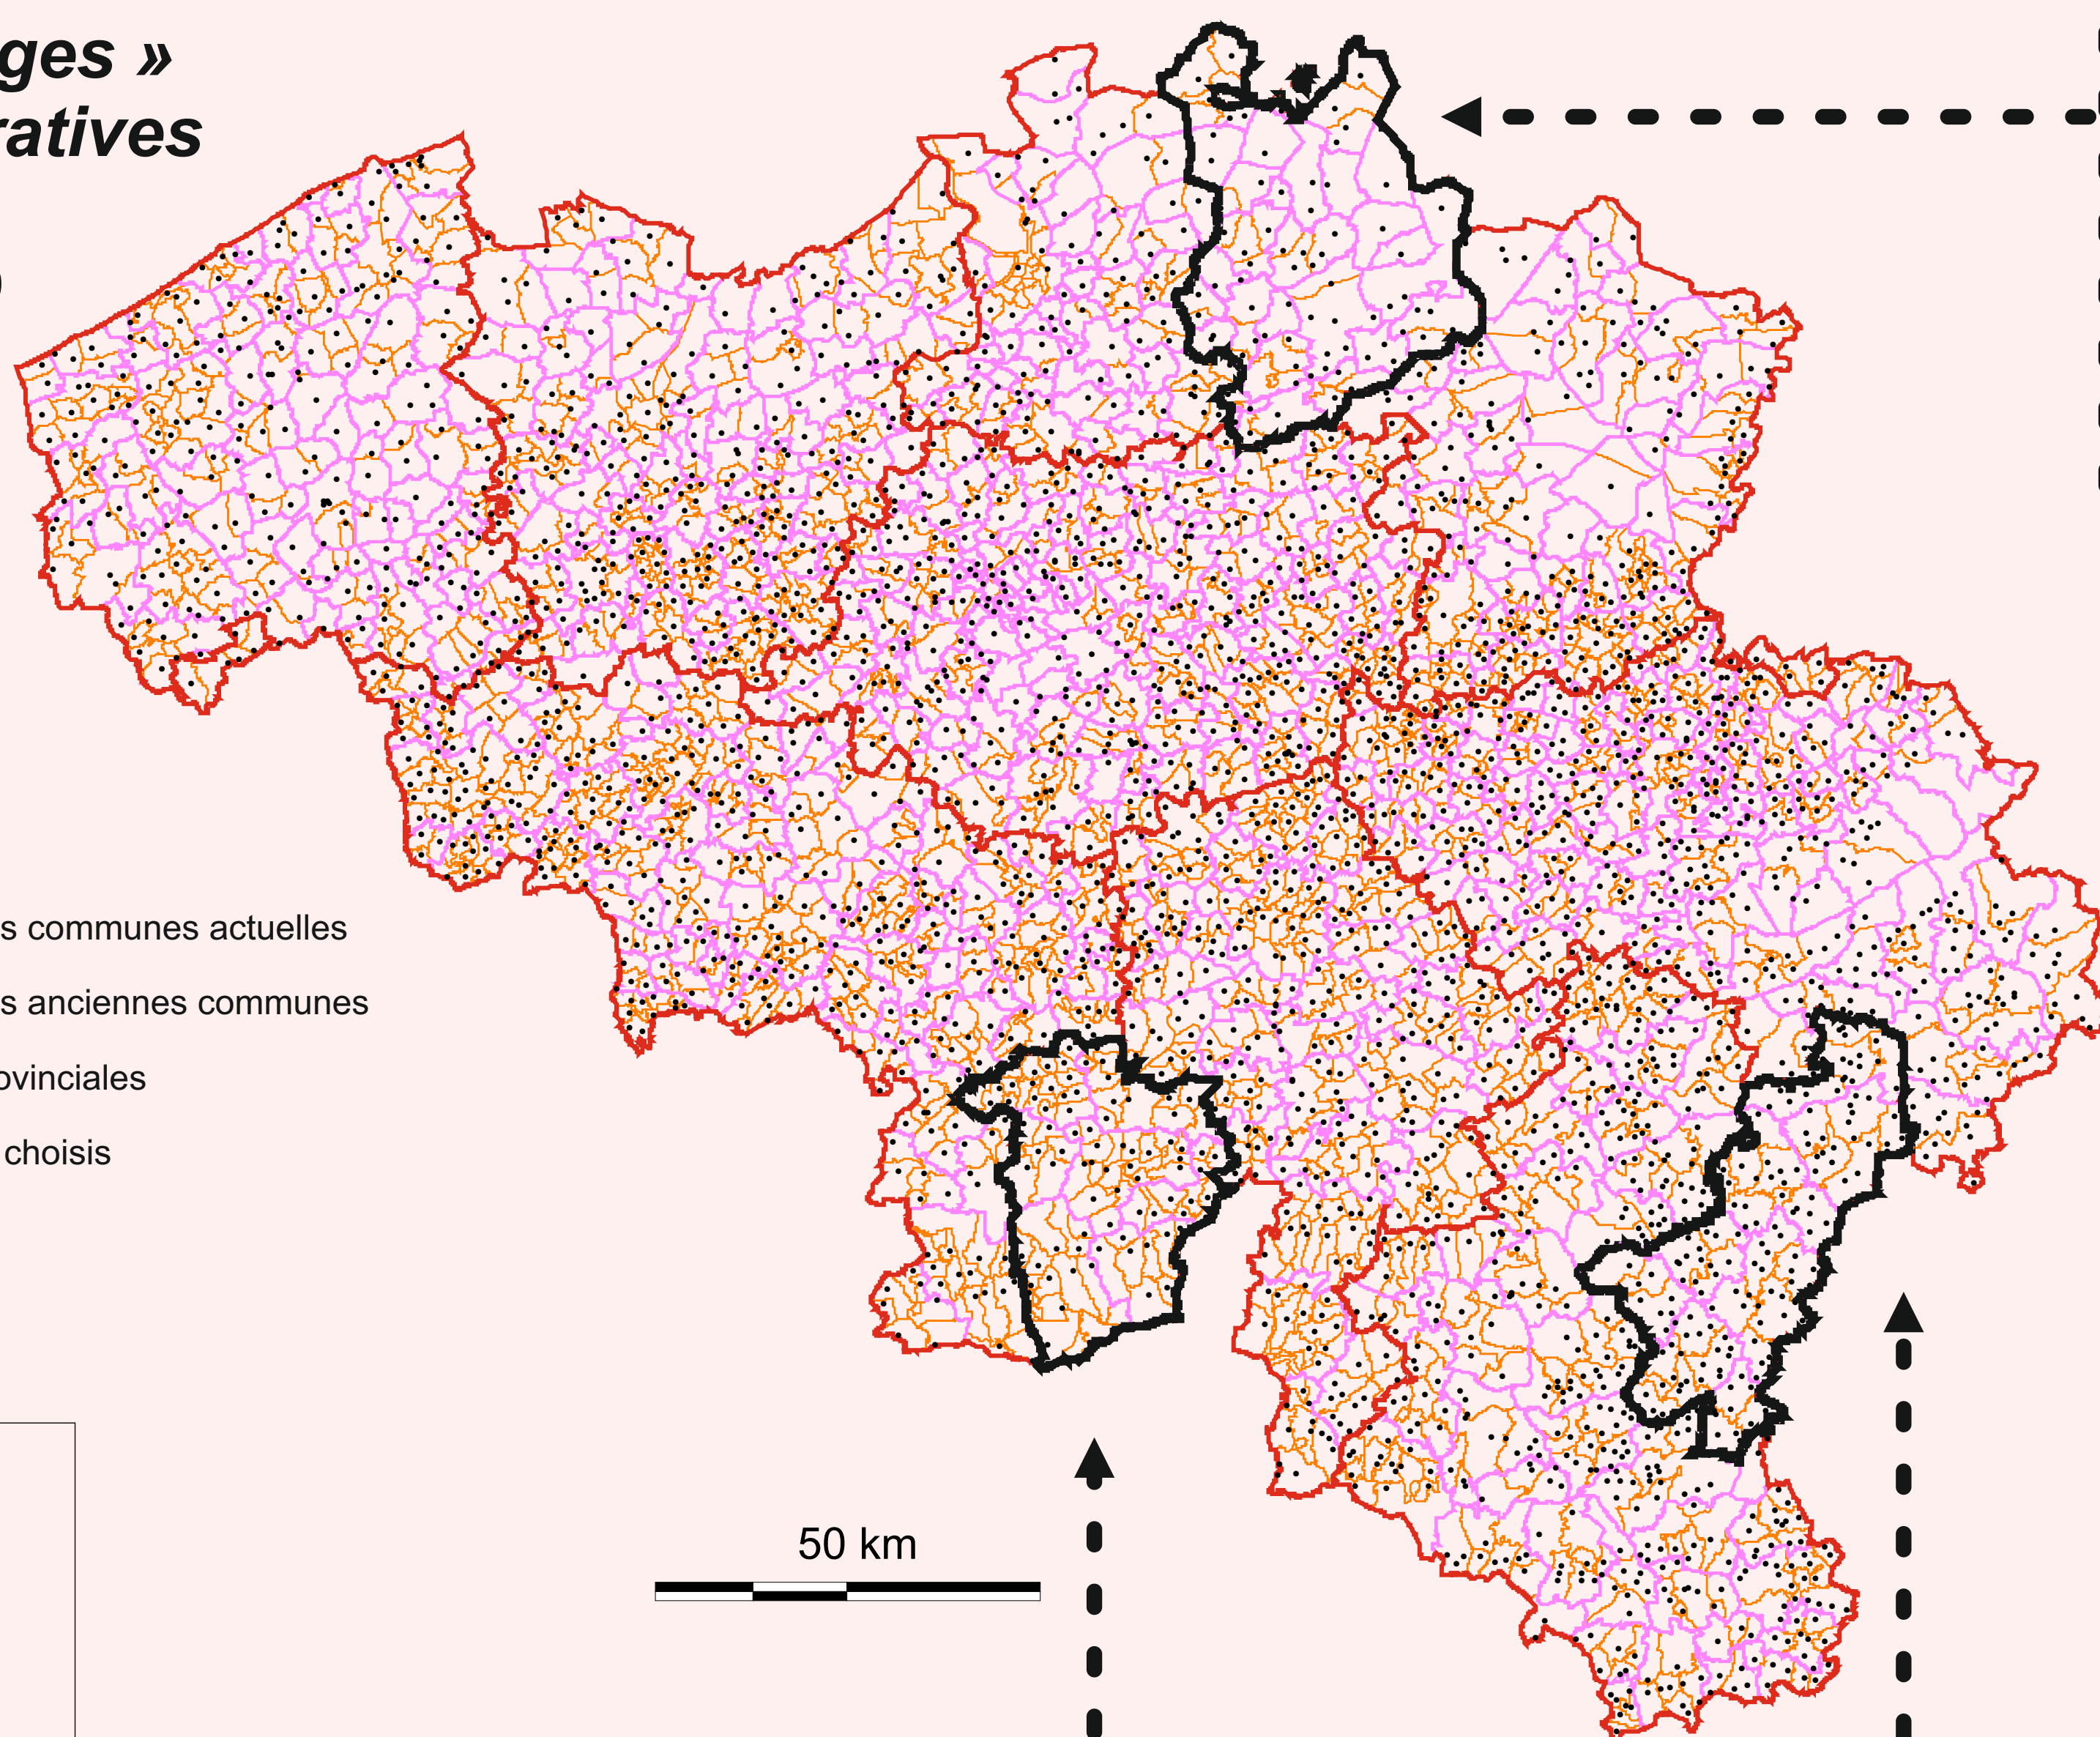 ges »
ratives
)
s communes actuelles
s anciennes communes
ovinciales
choisis
50 km